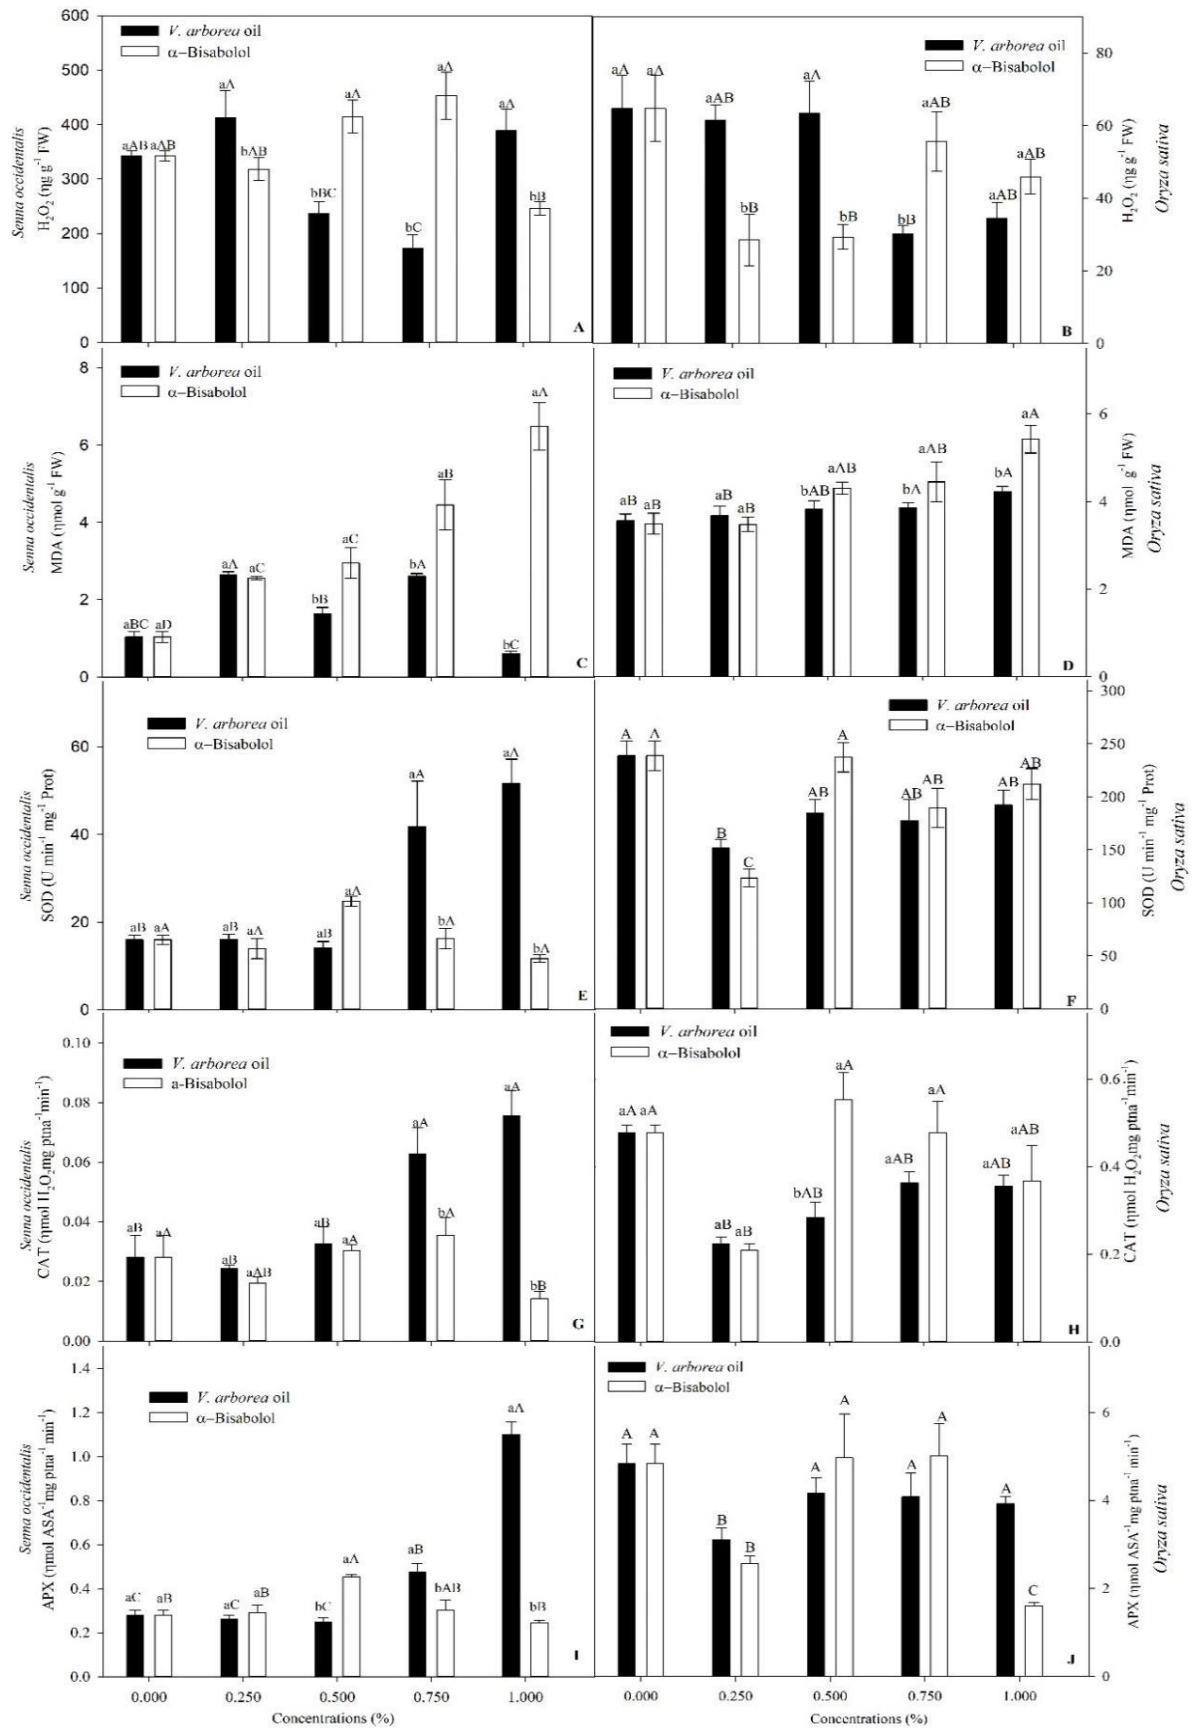 600
500
400
300
200
100
0
Senna occidentalis
H₂O₂ (ηg g⁻¹ FW)
V. arborea oil
α−Bisabolol
aAB aAB
aA
bAB
bBC
aA
bC
aA
aA
bB
A
V. arborea oil
α−Bisabolol
aA aA
aAB
bB
aA
bB
bB
aAB
aAB
aAB
B
80
60
40
20
0
H₂O₂ (ηg g⁻¹ FW)
Oryza sativa
8
6
4
2
0
Senna occidentalis
MDA (ηmol g⁻¹ FW)
V. arborea oil
α−Bisabolol
aBC aD
aA
aC
bB
aC
bA
aB
bC
aA
C
V. arborea oil
α−Bisabolol
aB aB
aB
aB
bAB
aAB
bA
aAB
bA
aA
D
6
4
2
0
MDA (ηmol g⁻¹ FW)
Oryza sativa
60
40
20
0
Senna occidentalis
SOD (U min⁻¹ mg⁻¹ Prot)
V. arborea oil
α−Bisabolol
aB aA
aB
aA
aB
aA
aA
bA
aA
bA
E
V. arborea oil
α−Bisabolol
A A
B
C
AB
A
AB
AB
AB
AB
F
300
250
200
150
100
50
0
SOD (U min⁻¹ mg⁻¹ Prot)
Oryza sativa
0.10
0.08
0.06
0.04
0.02
0.00
Senna occidentalis
CAT (ηmol H₂O₂mg ptna⁻¹min⁻¹)
V. arborea oil
a-Bisabolol
aB aA
aB
aAB
aB
aA
aA
bA
aA
bB
G
V. arborea oil
α−Bisabolol
aA aA
aB
aB
bAB
aA
aAB
aA
aAB
aAB
H
0.6
0.4
0.2
0.0
CAT (ηmol H₂O₂mg ptna⁻¹min⁻¹)
Oryza sativa
1.4
1.2
1.0
0.8
0.6
0.4
0.2
0.0
Senna occidentalis
APX (ηmol ASA⁻¹mg ptna⁻¹ min⁻¹)
V. arborea oil
α−Bisabolol
aC aB
aC
aB
bC
aA
aB
bAB
aA
bB
I
0.000 0.250 0.500 0.750 1.000
Concentrations (%)
V. arborea oil
α−Bisabolol
A A
B
B
A
A
A
A
A
C
J
6
4
2
0
APX (ηmol ASA⁻¹mg ptna⁻¹ min⁻¹)
Oryza sativa
0.000 0.250 0.500 0.750 1.000
Concentrations (%)